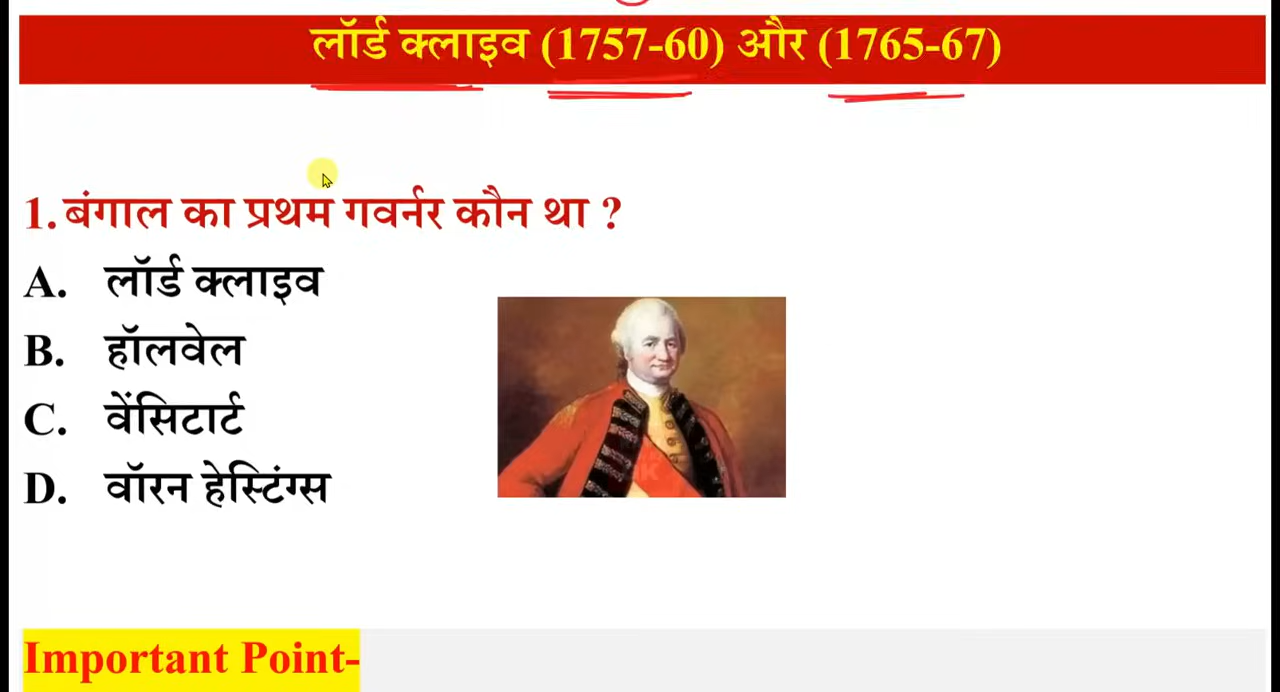 लॉर्ड क्लाइव (1757-60) और (1765-67)
1. बंगाल का प्रथम गवर्नर कौन था ?
A. लॉर्ड क्लाइव
B. हॉलवेल
C. वेंसिटार्ट
D. वॉरन हेस्टिंग्स
Important Point-